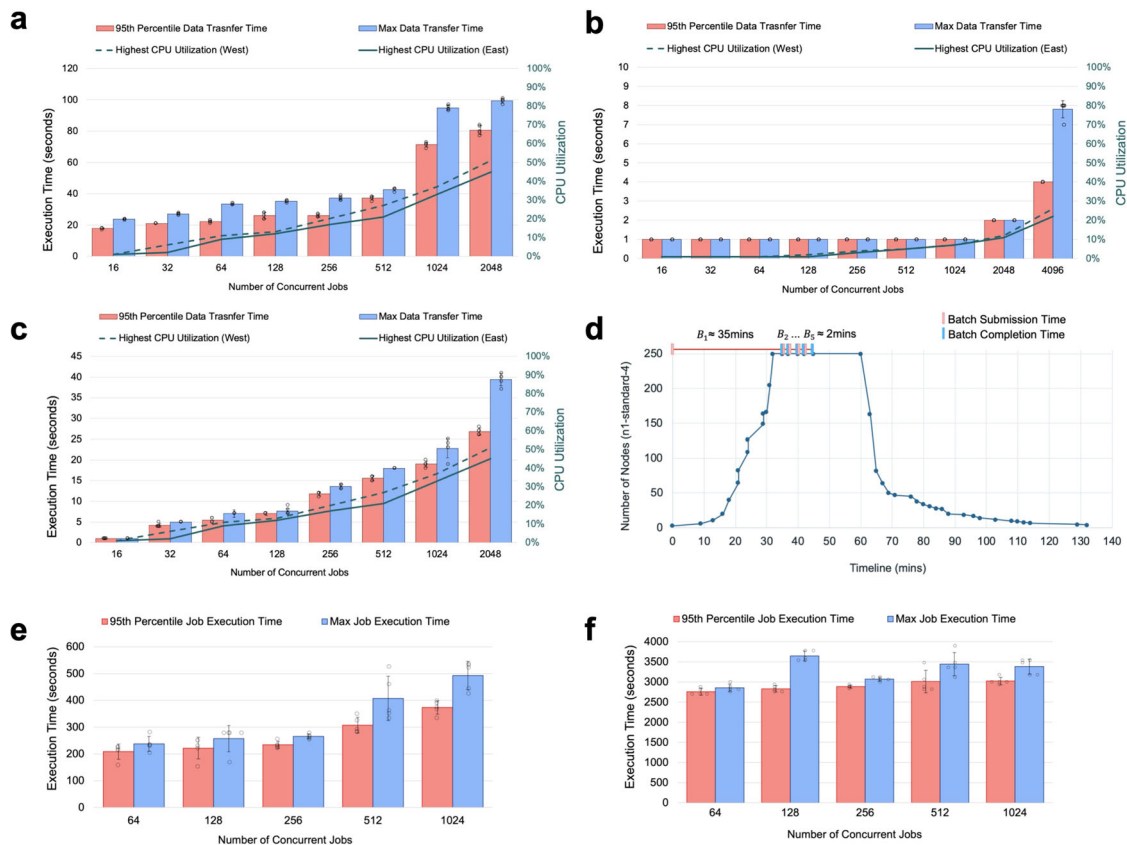 a
95th Percentile Data Trasnfer Time
Max Data Transfer Time
Highest CPU Utilization (West)
Highest CPU Utilization (East)
120
100
80
60
40
20
0
Execution Time (seconds)
100%
90%
80%
70%
60%
50%
40%
30%
20%
10%
0%
CPU Utilization
16 32 64 128 256 512 1024 2048
Number of Concurrent Jobs
b
95th Percentile Data Trasnfer Time
Max Data Transfer Time
Highest CPU Utilization (West)
Highest CPU Utilization (East)
10
9
8
7
6
5
4
3
2
1
0
Execution Time (seconds)
100%
90%
80%
70%
60%
50%
40%
30%
20%
10%
0%
CPU Utilization
16 32 64 128 256 512 1024 2048 4096
Number of Concurrent Jobs
c
95th Percentile Data Trasnfer Time
Max Data Transfer Time
Highest CPU Utilization (West)
Highest CPU Utilization (East)
45
40
35
30
25
20
15
10
5
0
Execution Time (seconds)
100%
90%
80%
70%
60%
50%
40%
30%
20%
10%
0%
CPU Utilization
16 32 64 128 256 512 1024 2048
Number of Concurrent Jobs
d
Batch Submission Time
Batch Completion Time
B₁ ≈ 35mins
B₂ ... B₅ ≈ 2mins
250
200
150
100
50
0
Number of Nodes (n1-standard-4)
0 10 20 30 40 50 60 70 80 90 100 110 120 130 140
Timeline (mins)
e
95th Percentile Job Execution Time
Max Job Execution Time
600
500
400
300
200
100
0
Execution Time (seconds)
64 128 256 512 1024
Number of Concurrent Jobs
f
95th Percentile Job Execution Time
Max Job Execution Time
4000
3500
3000
2500
2000
1500
1000
500
0
Execution Time (seconds)
64 128 256 512 1024
Number of Concurrent Jobs